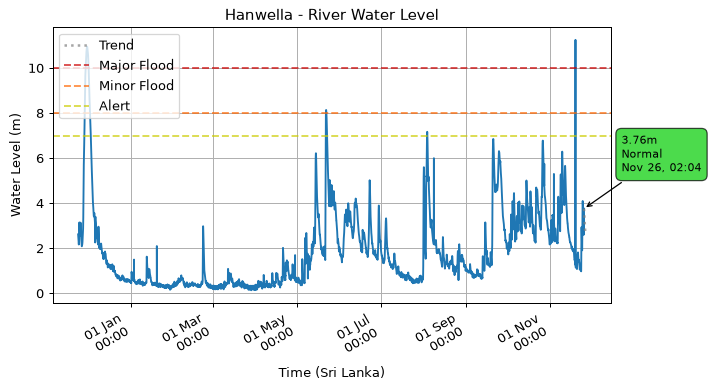 Hanwella - River Water Level
Trend
Major Flood
Minor Flood
Alert
10
8
6
4
2
0
Water Level (m)
3.76m
Normal
Nov 26, 02:04
01 Jan
00:00
01 Mar
00:00
01 May
00:00
01 Jul
00:00
01 Sep
00:00
01 Nov
00:00
Time (Sri Lanka)